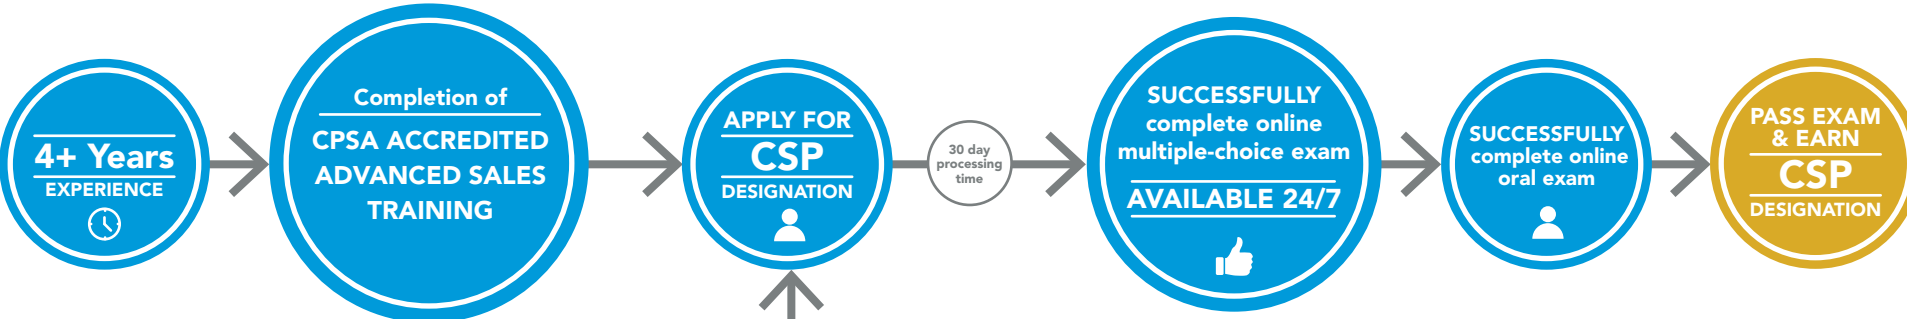 4+ Years
EXPERIENCE
Completion of
CPSA ACCREDITED
ADVANCED SALES
TRAINING
APPLY FOR
CSP
DESIGNATION
30 day
processing
time
SUCCESSFULLY
complete online
multiple-choice exam
AVAILABLE 24/7
SUCCESSFULLY
complete online
oral exam
PASS EXAM
& EARN
CSP
DESIGNATION